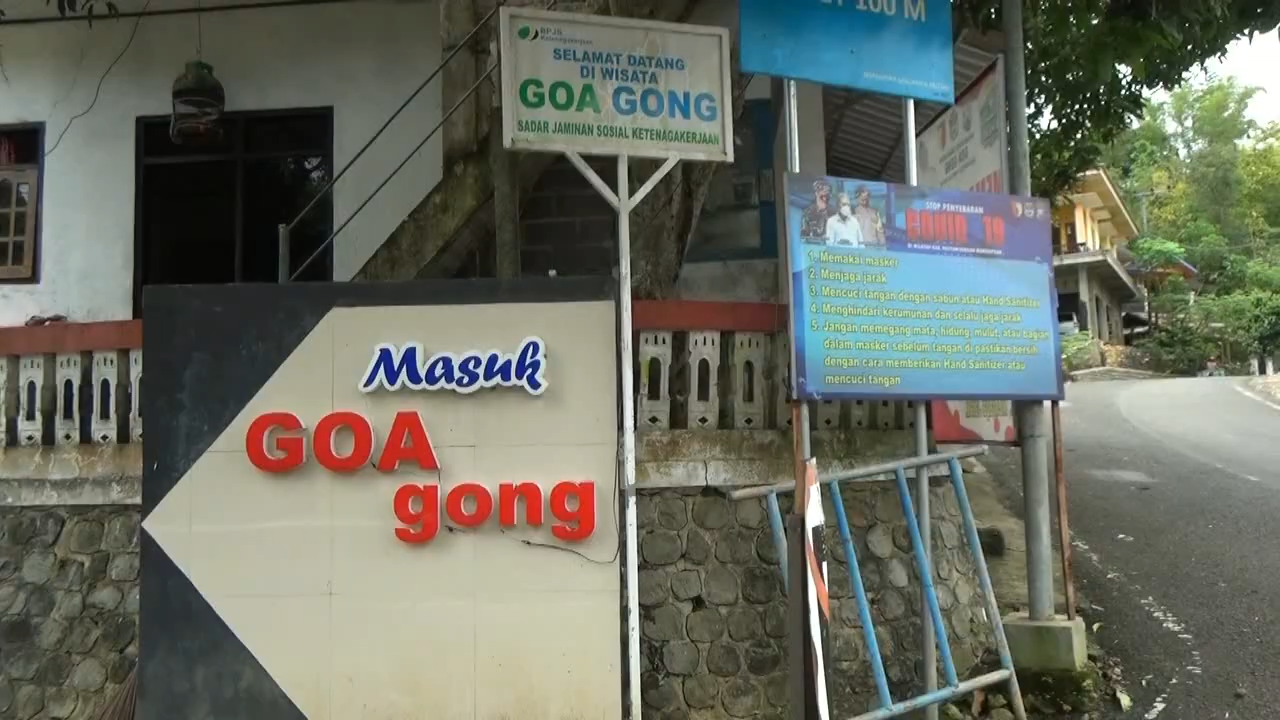 BPJS
Ketenagakerjaan
SELAMAT DATANG
DI WISATA
GOA GONG
SADAR JAMINAN SOSIAL KETENAGAKERJAAN
100 M
STOP PENYEBARAN
COVID 19
1. Memakai masker
2. Menjaga jarak
3. Mencuci tangan dengan sabun atau Hand Sanitizer
4. Menghindari kerumunan dan selalu jaga jarak
5. Jangan memegang mata, hidung, mulut, atau bagian
dalam masker sebelum tangan di pastikan bersih
dengan cara memberikan Hand Sanitizer atau
mencuci tangan
Masuk
GOA
gong